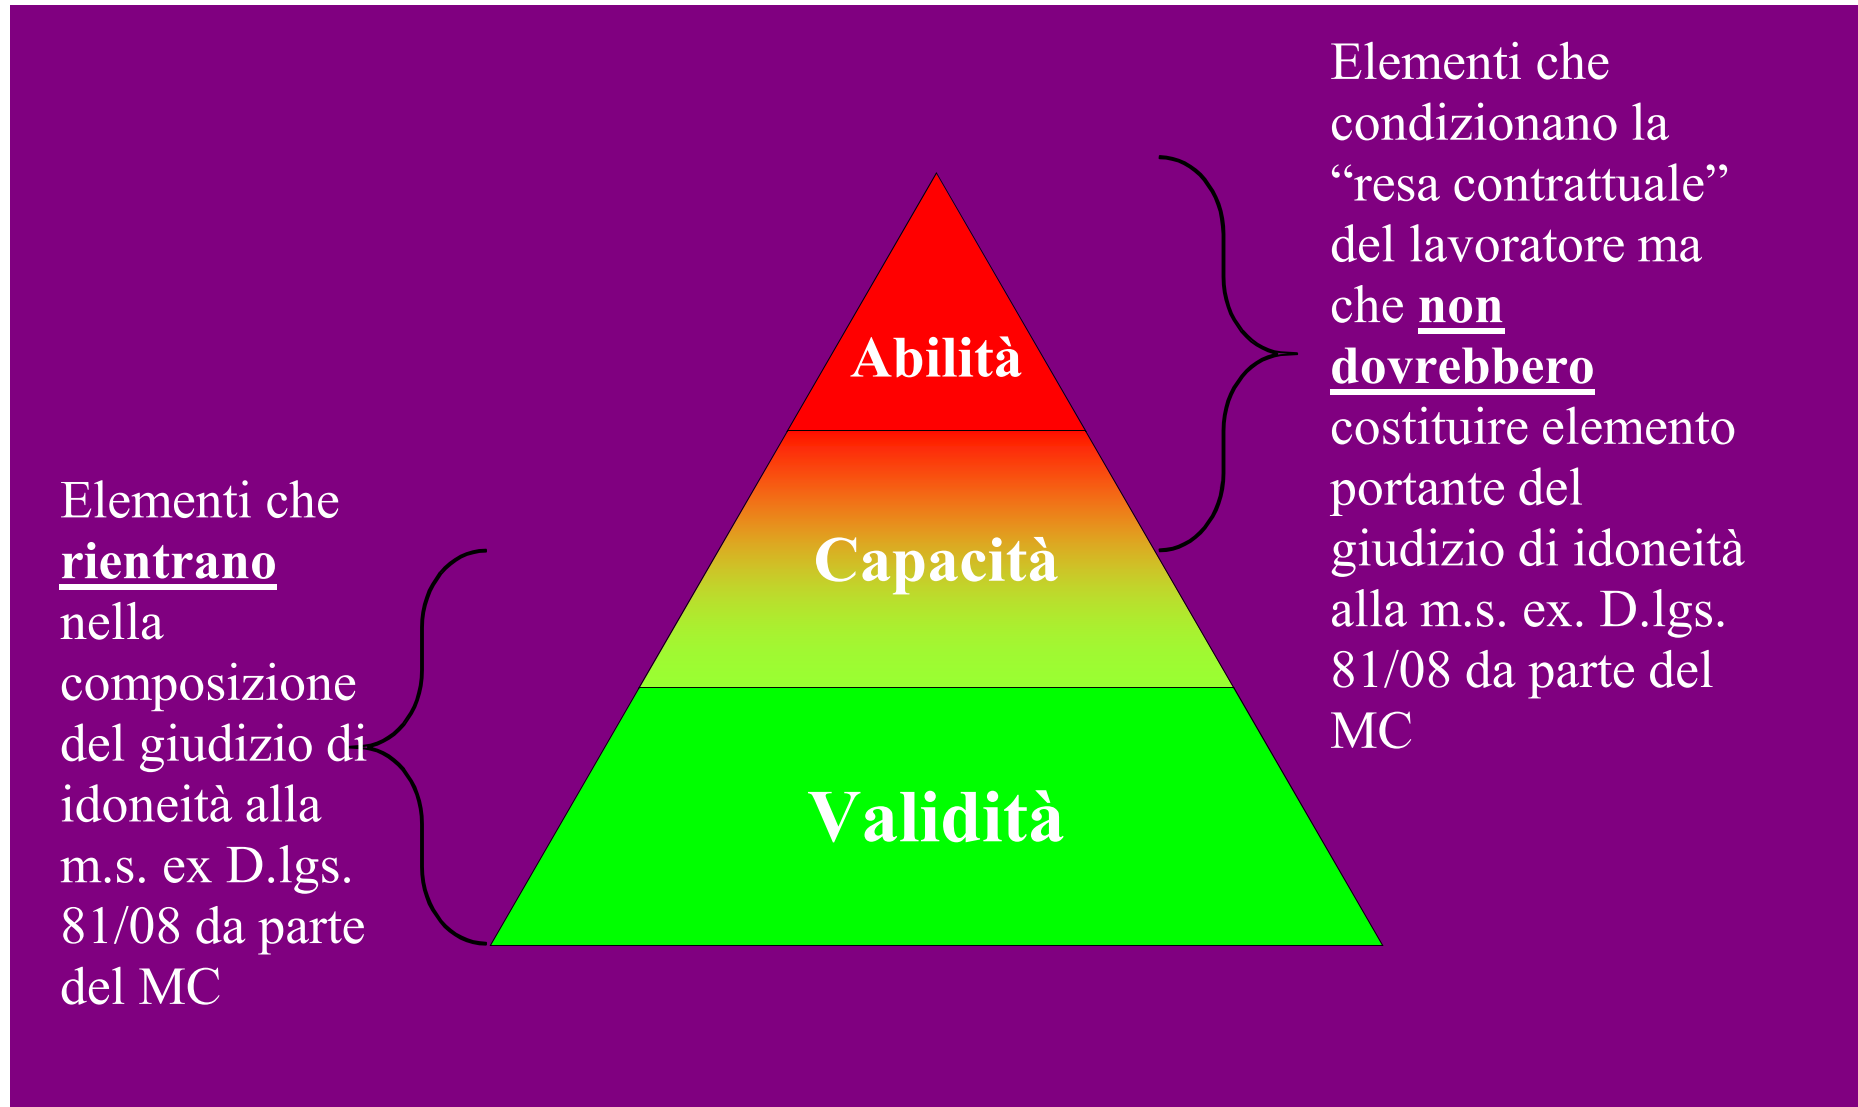 Elementi che
rientrano
nella
composizione
del giudizio di
idoneità alla
m.s. ex D.lgs.
81/08 da parte
del MC
Abilità
Capacità
Validità
Elementi che
condizionano la
“resa contrattuale”
del lavoratore ma
che non
dovrebbero
costituire elemento
portante del
giudizio di idoneità
alla m.s. ex. D.lgs.
81/08 da parte del
MC